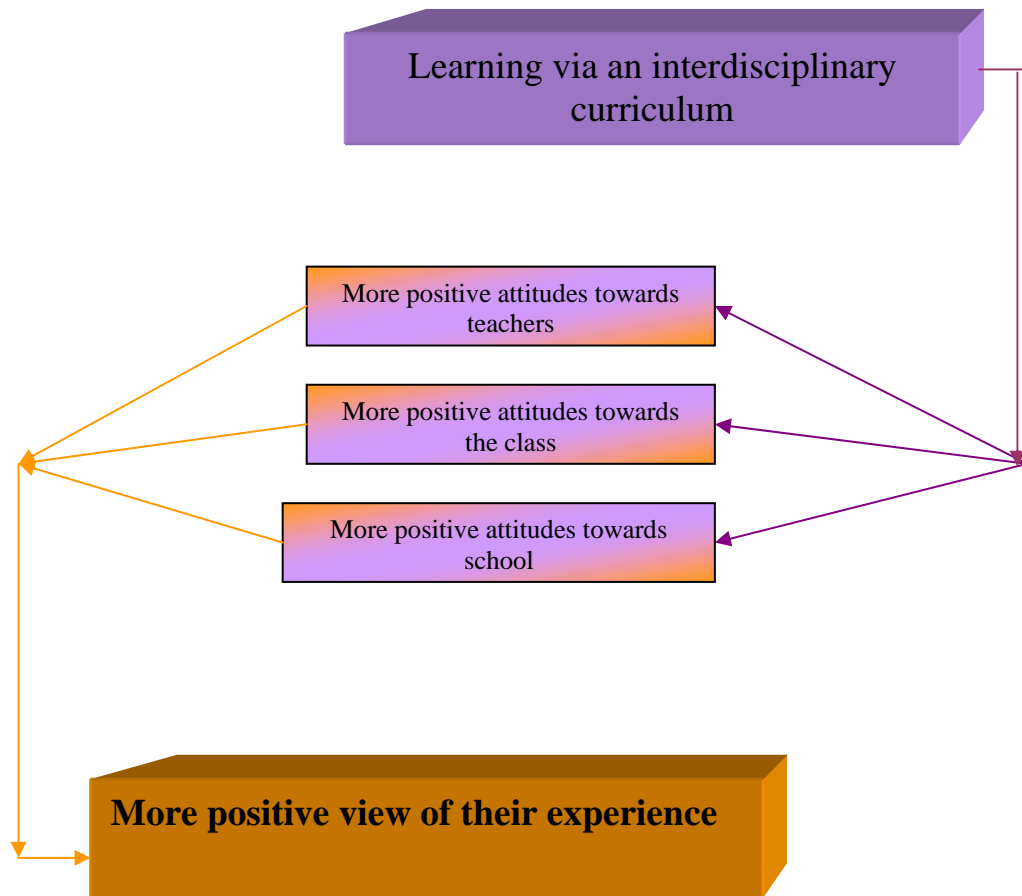 Learning via an interdisciplinary
curriculum
More positive attitudes towards
teachers
More positive attitudes towards
the class
More positive attitudes towards
school
More positive view of their experience